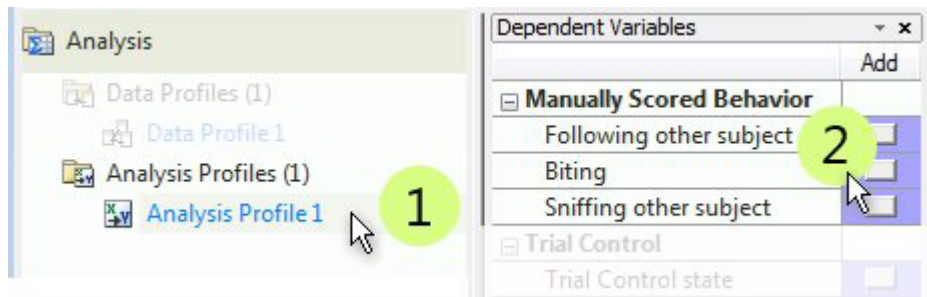 Analysis
Data Profiles (1)
Data Profile 1
Analysis Profiles (1)
Analysis Profile 1
1
Dependent Variables
Add
Manually Scored Behavior
Following other subject
Biting
Sniffing other subject
2
Trial Control
Trial Control state